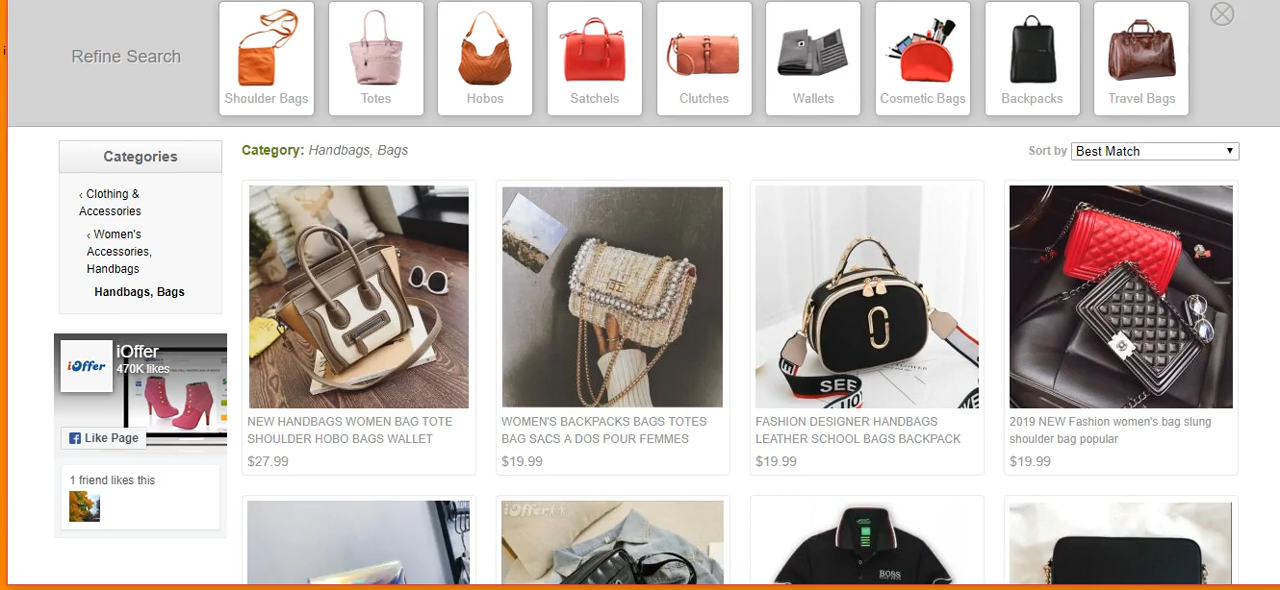 Refine Search
Shoulder Bags
Totes
Hobos
Satchels
Clutches
Wallets
Cosmetic Bags
Backpacks
Travel Bags
Categories
‹ Clothing &
Accessories
‹ Women's
Accessories,
Handbags
Handbags, Bags
iOffer
iOffer
470K likes
Like Page
1 friend likes this
Category: Handbags, Bags
Sort by Best Match
NEW HANDBAGS WOMEN BAG TOTE
SHOULDER HOBO BAGS WALLET
$27.99
WOMEN'S BACKPACKS BAGS TOTES
BAG SACS A DOS POUR FEMMES
$19.99
SEE
FASHION DESIGNER HANDBAGS
LEATHER SCHOOL BAGS BACKPACK
$19.99
2019 NEW Fashion women's bag slung
shoulder bag popular
$19.99
iOffer
BOSS